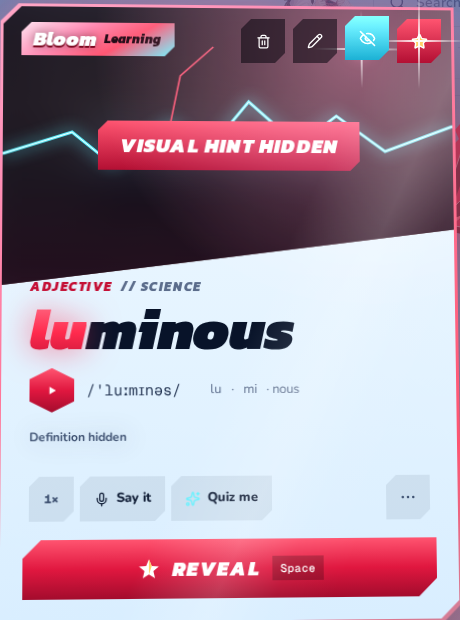 Search
Bloom Learning
VISUAL HINT HIDDEN
ADJECTIVE // SCIENCE
luminous
/ˈluːmɪnəs/ lu · mi · nous
Definition hidden
1× Say it Quiz me ...
REVEAL Space